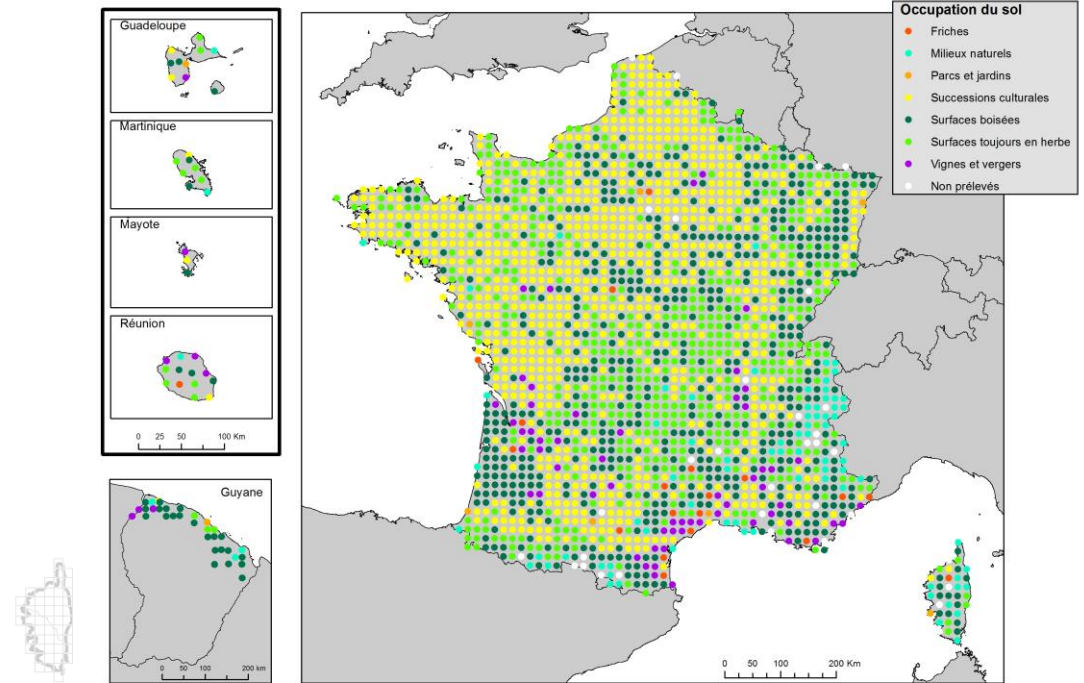 Guadeloupe
Martinique
Mayote
Réunion
0 25 50 100 Km
Guyane
0 50 100 200 km
Occupation du sol
Friches
Milieux naturels
Parcs et jardins
Successions culturales
Surfaces boisées
Surfaces toujours en herbe
Vignes et vergers
Non prélevés
0 50 100 200 Km